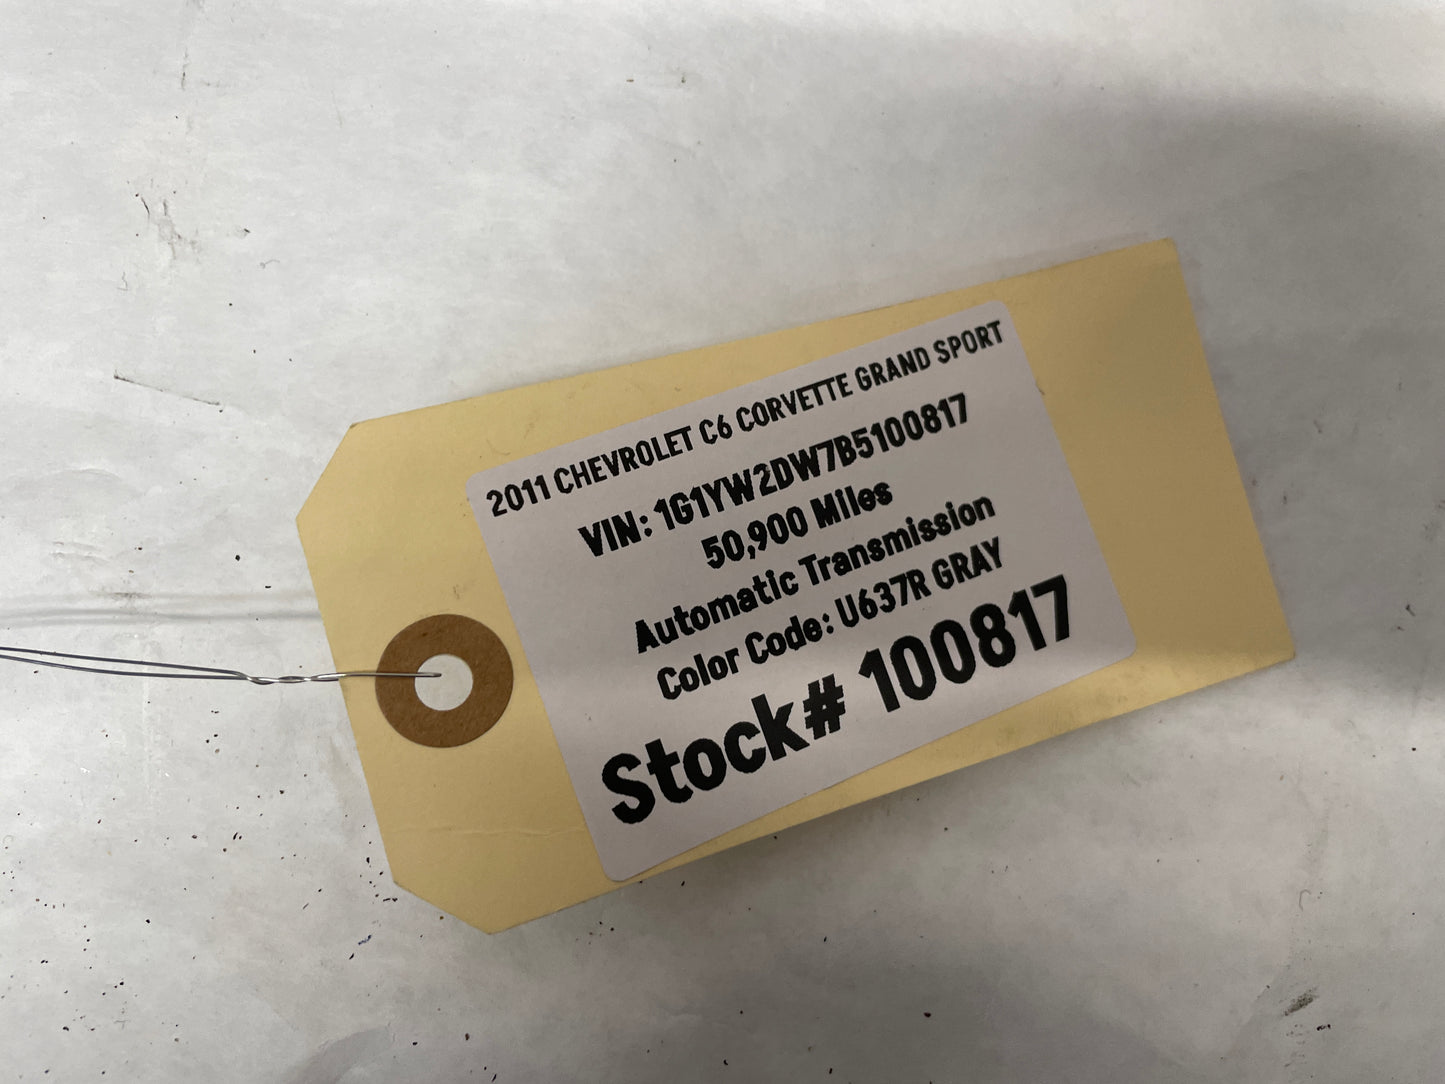 2011 CHEVROLET C6 CORVETTE GRAND SPORT
VIN: 1G1YW2DW7B5100817
50,900 Miles
Automatic Transmission
Color Code: U637R GRAY
Stock# 100817